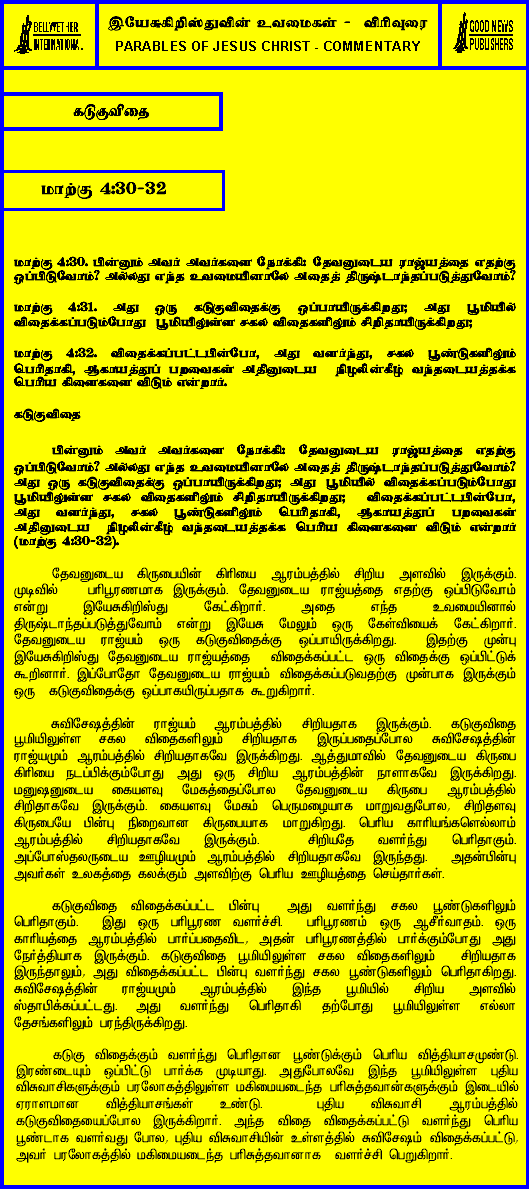 BELLWETHER
INTERNATIONAL
இயேசுகிறிஸ்துவின் உவமைகள் - விரிவுரை
PARABLES OF JESUS CHRIST - COMMENTARY
GOOD NEWS
PUBLISHERS
கடுகுவிதை
மாற்கு 4:30-32
மாற்கு 4:30. பின்னும் அவர் அவர்களை நோக்கி: தேவனுடைய ராஜ்யத்தை எதற்கு
ஒப்பிடுவோம்? அல்லது எந்த உவமையினாலே அதைத் திருஷ்டாந்தப்படுத்துவோம்?
மாற்கு 4:31. அது ஒரு கடுகுவிதைக்கு ஒப்பாயிருக்கிறது; அது பூமியில்
விதைக்கப்படும்போது பூமியிலுள்ள சகல விதைகளிலும் சிறிதாயிருக்கிறது;
மாற்கு 4:32. விதைக்கப்பட்டபின்போ, அது வளர்ந்து, சகல பூண்டுகளிலும்
பெரிதாகி, ஆகாயத்துப் பறவைகள் அதினுடைய நிழலின்கீழ் வந்தடையத்தக்க
பெரிய கிளைகளை விடும் என்றார்.
கடுகுவிதை
பின்னும் அவர் அவர்களை நோக்கி: தேவனுடைய ராஜ்யத்தை எதற்கு
ஒப்பிடுவோம்? அல்லது எந்த உவமையினாலே அதைத் திருஷ்டாந்தப்படுத்துவோம்?
அது ஒரு கடுகுவிதைக்கு ஒப்பாயிருக்கிறது; அது பூமியில் விதைக்கப்படும்போது
பூமியிலுள்ள சகல விதைகளிலும் சிறிதாயிருக்கிறது; விதைக்கப்பட்டபின்போ,
அது வளர்ந்து, சகல பூண்டுகளிலும் பெரிதாகி, ஆகாயத்துப் பறவைகள்
அதினுடைய நிழலின்கீழ் வந்தடையத்தக்க பெரிய கிளைகளை விடும் என்றார்
(மாற்கு 4:30-32).
தேவனுடைய கிருபையின் கிரியை ஆரம்பத்தில் சிறிய அளவில் இருக்கும்.
முடிவில் பரிபூரணமாக இருக்கும். தேவனுடைய ராஜ்யத்தை எதற்கு ஒப்பிடுவோம்
என்று இயேசுகிறிஸ்து கேட்கிறார். அதை எந்த உவமையினால்
திருஷ்டாந்தப்படுத்துவோம் என்று இயேசு மேலும் ஒரு கேள்வியைக் கேட்கிறார்.
தேவனுடைய ராஜ்யம் ஒரு கடுகுவிதைக்கு ஒப்பாயிருக்கிறது. இதற்கு முன்பு
இயேசுகிறிஸ்து தேவனுடைய ராஜ்யத்தை விதைக்கப்பட்ட ஒரு விதைக்கு ஒப்பிட்டுக்
கூறினார். இப்போதோ தேவனுடைய ராஜ்யம் விதைக்கப்படுவதற்கு முன்பாக இருக்கும்
ஒரு கடுகுவிதைக்கு ஒப்பாகயிருப்பதாக கூறுகிறார்.
சுவிசேஷத்தின் ராஜ்யம் ஆரம்பத்தில் சிறியதாக இருக்கும். கடுகுவிதை
பூமியிலுள்ள சகல விதைகளிலும் சிறியதாக இருப்பதைப்போல சுவிசேஷத்தின்
ராஜ்யமும் ஆரம்பத்தில் சிறியதாகவே இருக்கிறது. ஆத்துமாவில் தேவனுடைய கிருபை
கிரியை நடப்பிக்கும்போது அது ஒரு சிறிய ஆரம்பத்தின் நாளாகவே இருக்கிறது.
மனுஷனுடைய கையளவு மேகத்தைப்போல தேவனுடைய கிருபை ஆரம்பத்தில்
சிறிதாகவே இருக்கும். கையளவு மேகம் பெருமழையாக மாறுவதுபோல, சிறிதளவு
கிருபையே பின்பு நிறைவான கிருபையாக மாறுகிறது. பெரிய காரியங்களெல்லாம்
ஆரம்பத்தில் சிறியதாகவே இருக்கும். சிறியதே வளர்ந்து பெரிதாகும்.
அப்போஸ்தலருடைய ஊழியமும் ஆரம்பத்தில் சிறியதாகவே இருந்தது. அதன்பின்பு
அவர்கள் உலகத்தை கலக்கும் அளவிற்கு பெரிய ஊழியத்தை செய்தார்கள்.
கடுகுவிதை விதைக்கப்பட்ட பின்பு அது வளர்ந்து சகல பூண்டுகளிலும்
பெரிதாகும். இது ஒரு பரிபூரண வளர்ச்சி. பரிபூரணம் ஒரு ஆசீர்வாதம். ஒரு
காரியத்தை ஆரம்பத்தில் பார்ப்பதைவிட, அதன் பரிபூரணத்தில் பார்க்கும்போது அது
நேர்த்தியாக இருக்கும். கடுகுவிதை பூமியிலுள்ள சகல விதைகளிலும் சிறியதாக
இருந்தாலும், அது விதைக்கப்பட்ட பின்பு வளர்ந்து சகல பூண்டுகளிலும் பெரிதாகிறது.
சுவிசேஷத்தின் ராஜ்யமும் ஆரம்பத்தில் இந்த பூமியில் சிறிய அளவில்
ஸ்தாபிக்கப்பட்டது. அது வளர்ந்து பெரிதாகி தற்போது பூமியிலுள்ள எல்லா
தேசங்களிலும் பரந்திருக்கிறது.
கடுகு விதைக்கும் வளர்ந்து பெரிதான பூண்டுக்கும் பெரிய வித்தியாசமுண்டு.
இரண்டையும் ஒப்பிட்டு பார்க்க முடியாது. அதுபோலவே இந்த பூமியிலுள்ள புதிய
விசுவாசிகளுக்கும் பரலோகத்திலுள்ள மகிமையடைந்த பரிசுத்தவான்களுக்கும் இடையில்
ஏராளமான வித்தியாசங்கள் உண்டு. புதிய விசுவாசி ஆரம்பத்தில்
கடுகுவிதையைப்போல இருக்கிறார். அந்த விதை விதைக்கப்பட்டு வளர்ந்து பெரிய
பூண்டாக வளர்வது போல, புதிய விசுவாசியின் உள்ளத்தில் சுவிசேஷம் விதைக்கப்பட்டு,
அவர் பரலோகத்தில் மகிமையடைந்த பரிசுத்தவானாக வளர்ச்சி பெறுகிறார்.